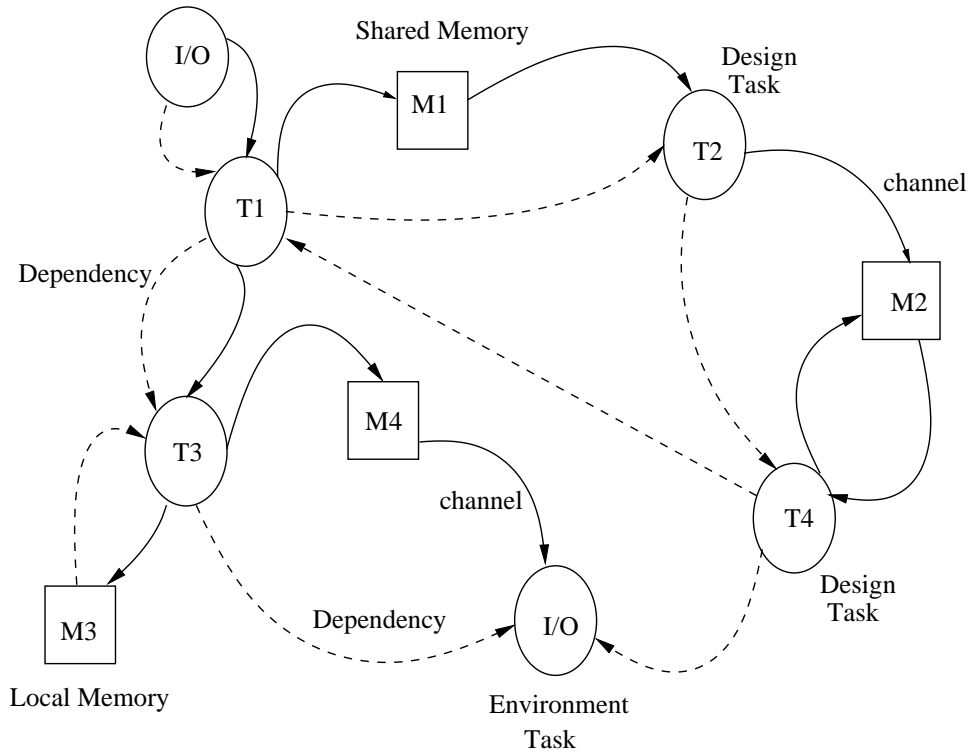 I/O
Shared Memory
Design
Task
M1
T2
channel
T1
Dependency
M2
M4
T3
channel
T4
Design
Task
Dependency
I/O
M3
Local Memory
Environment
Task